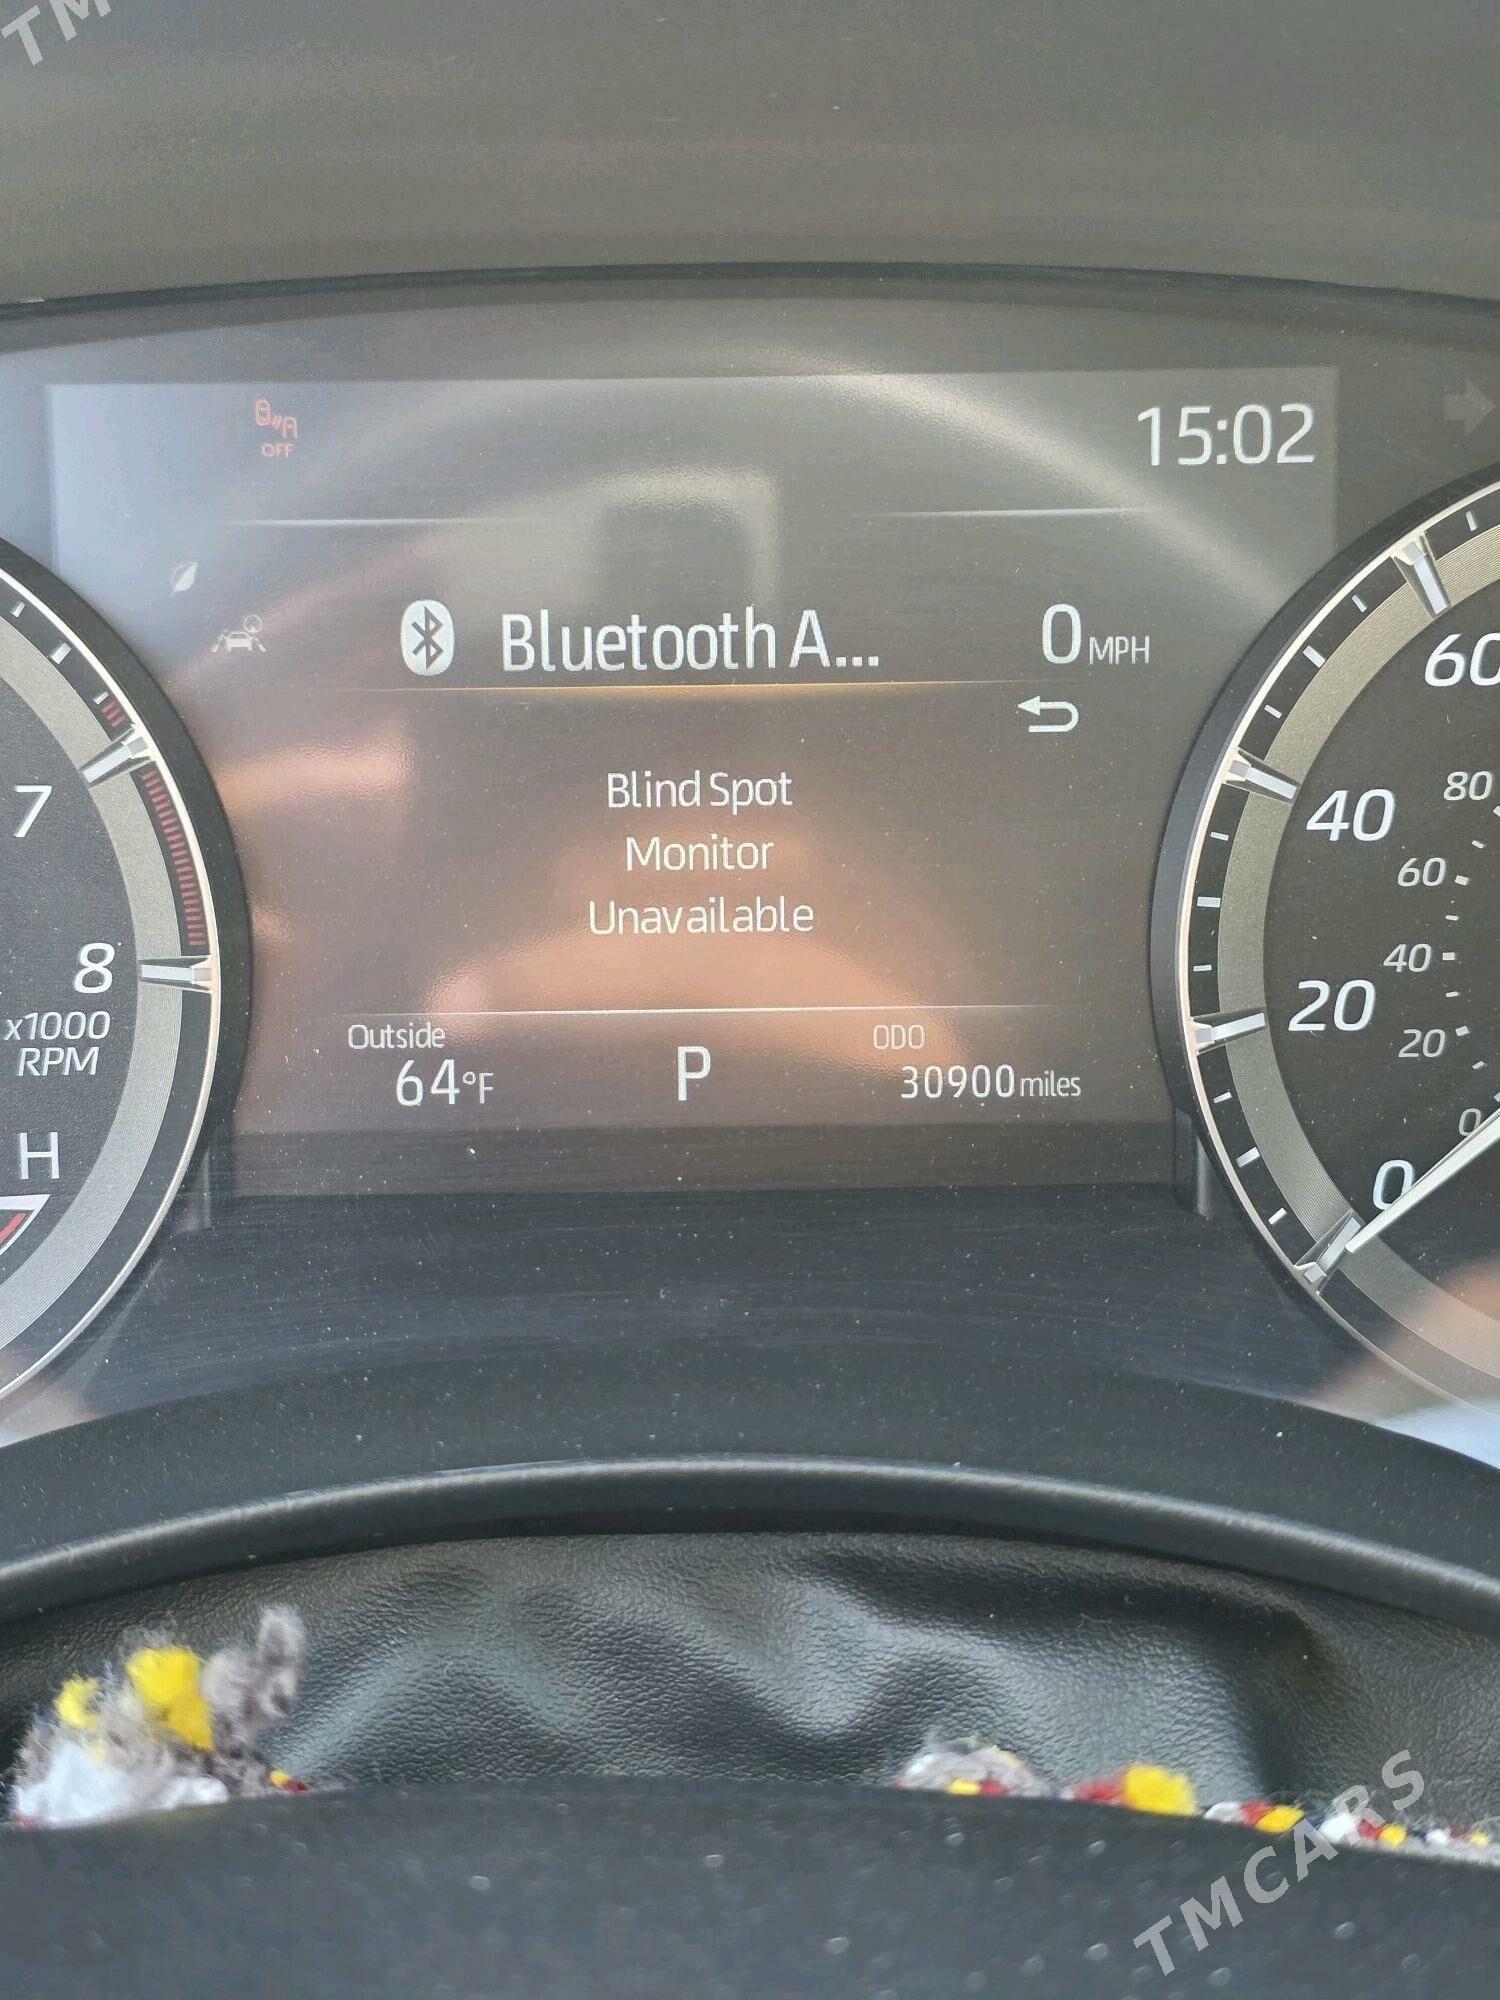 TM
OFF
15:02
Bluetooth A...
0 MPH
Blind Spot
Monitor
Unavailable
Outside
64°F
P
ODO
30900 miles
7
8
x1000
RPM
H
60
40
20
0
80
60
40
20
0
TMCARS